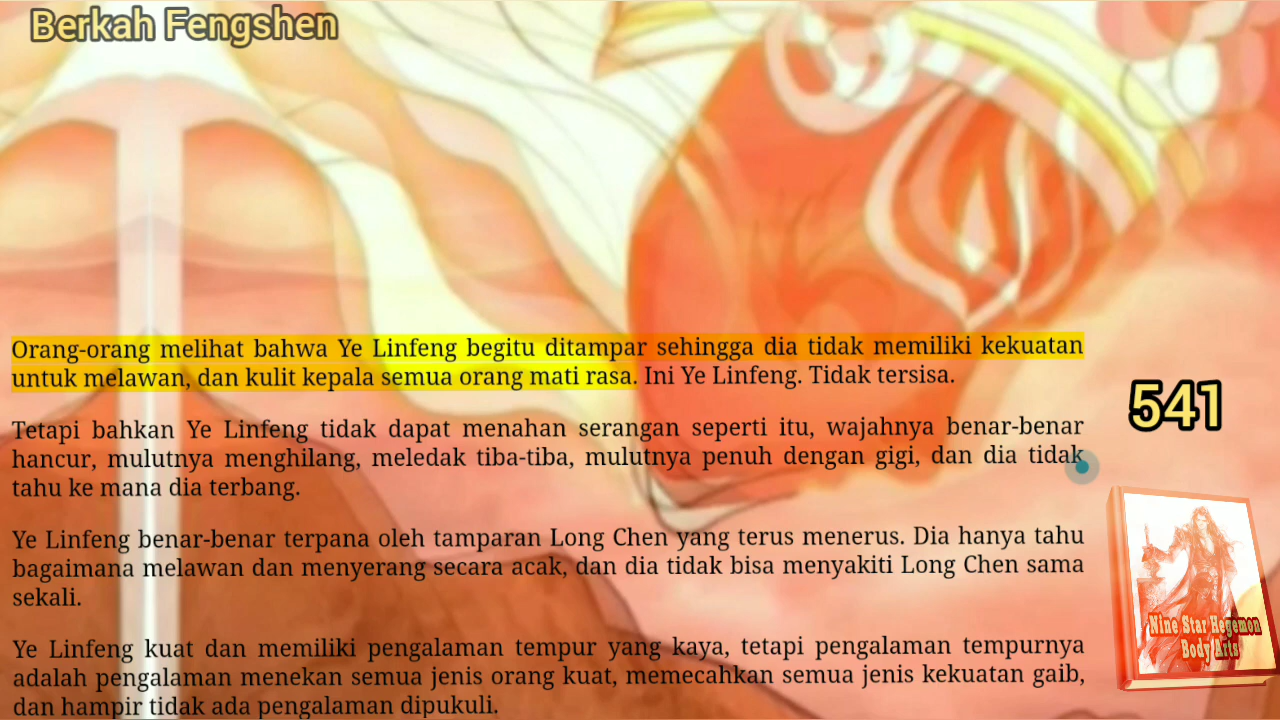 Berkah Fengshen
Orang-orang melihat bahwa Ye Linfeng begitu ditampar sehingga dia tidak memiliki kekuatan
untuk melawan, dan kulit kepala semua orang mati rasa. Ini Ye Linfeng. Tidak tersisa.
541
Tetapi bahkan Ye Linfeng tidak dapat menahan serangan seperti itu, wajahnya benar-benar
hancur, mulutnya menghilang, meledak tiba-tiba, mulutnya penuh dengan gigi, dan dia tidak
tahu ke mana dia terbang.
Ye Linfeng benar-benar terpana oleh tamparan Long Chen yang terus menerus. Dia hanya tahu
bagaimana melawan dan menyerang secara acak, dan dia tidak bisa menyakiti Long Chen sama
sekali.
Ye Linfeng kuat dan memiliki pengalaman tempur yang kaya, tetapi pengalaman tempurnya
adalah pengalaman menekan semua jenis orang kuat, memecahkan semua jenis kekuatan gaib,
dan hampir tidak ada pengalaman dipukuli.
Nine Star Hegemon
Body Arts